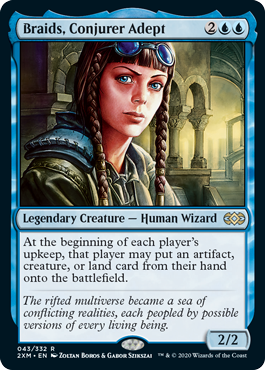 Braids, Conjurer Adept 2
Legendary Creature — Human Wizard
At the beginning of each player's
upkeep, that player may put an artifact,
creature, or land card from their hand
onto the battlefield.
The rifted multiverse became a sea of
conflicting realities, each peopled by possible
versions of every living being.
2/2
043/332 R
2XM • EN Zoltan Boros & Gabor Szikszai ™ & © 2020 Wizards of the Coast